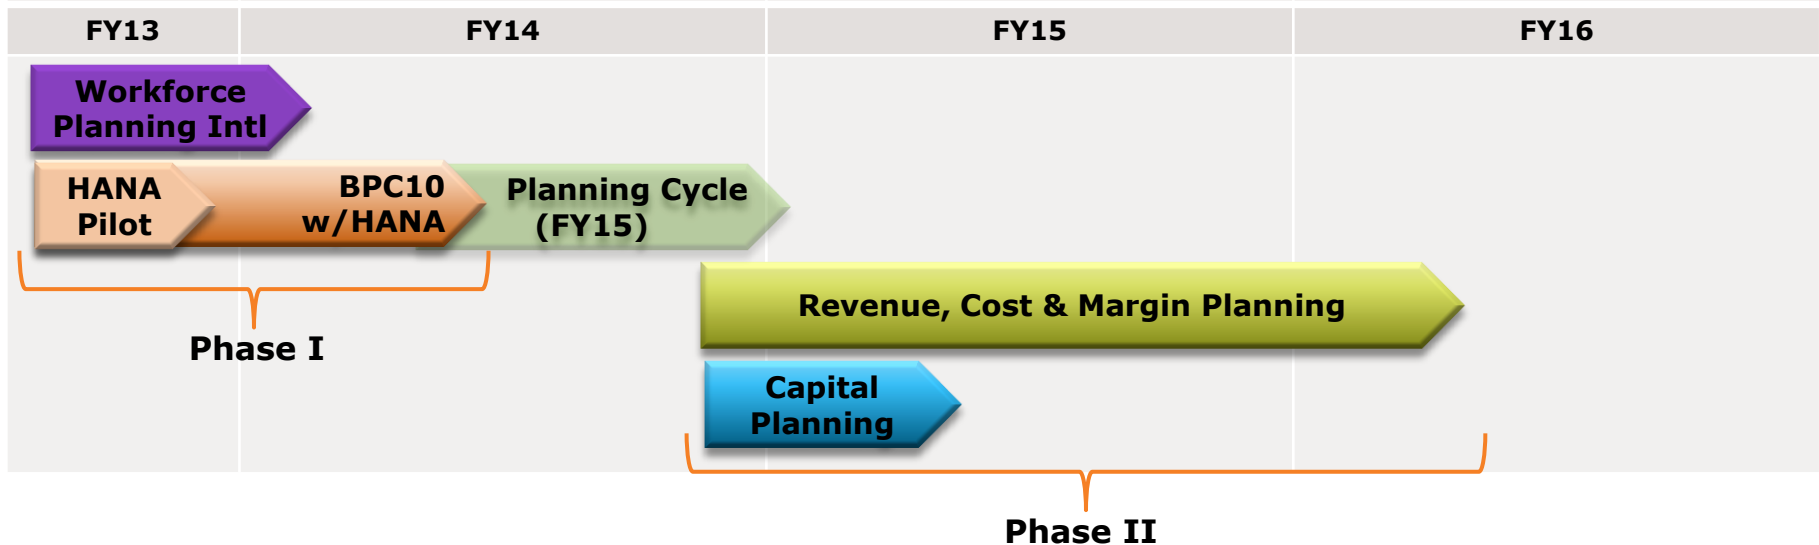 FY13
FY14
FY15
FY16
Workforce
Planning Intl
HANA
Pilot
BPC10
w/HANA
Planning Cycle
(FY15)
Revenue, Cost & Margin Planning
Phase I
Capital
Planning
Phase II